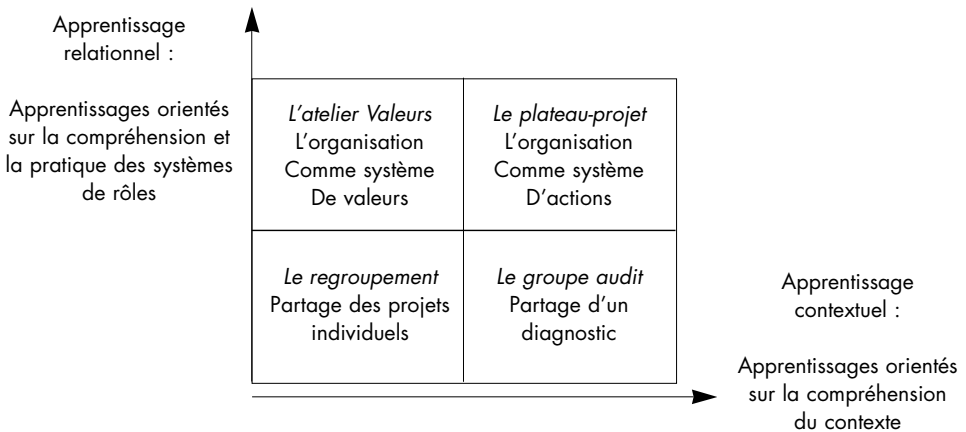 Apprentissage
relationnel :
Apprentissages orientés
sur la compréhension et
la pratique des systèmes
de rôles
L'atelier Valeurs
L'organisation
Comme système
De valeurs
Le plateau-projet
L'organisation
Comme système
D'actions
Le regroupement
Partage des projets
individuels
Le groupe audit
Partage d'un
diagnostic
Apprentissage
contextuel :
Apprentissages orientés
sur la compréhension
du contexte